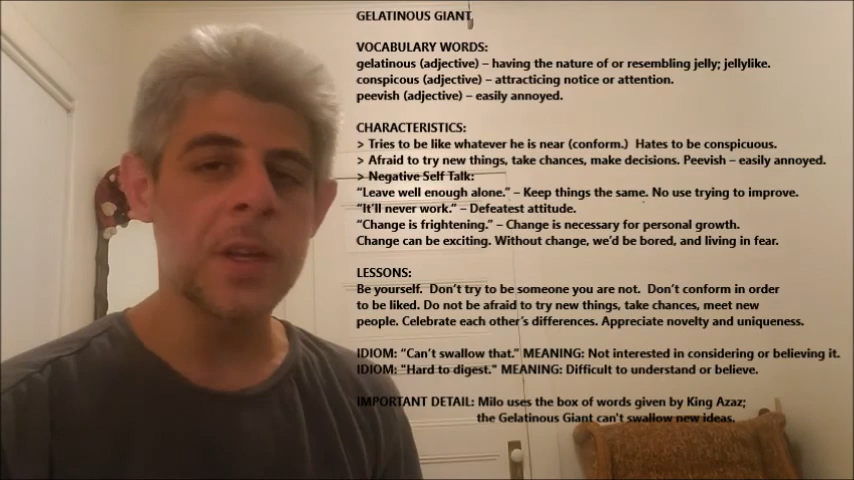 GELATINOUS GIANT
VOCABULARY WORDS:
gelatinous (adjective) – having the nature of or resembling jelly; jellylike.
conspicous (adjective) – attracticing notice or attention.
peevish (adjective) – easily annoyed.
CHARACTERISTICS:
> Tries to be like whatever he is near (conform.)  Hates to be conspicuous.
> Afraid to try new things, take chances, make decisions. Peevish – easily annoyed.
> Negative Self Talk:
“Leave well enough alone.” – Keep things the same. No use trying to improve.
“It’ll never work.” – Defeatest attitude.
“Change is frightening.” – Change is necessary for personal growth.
Change can be exciting. Without change, we’d be bored, and living in fear.
LESSONS:
Be yourself.  Don’t try to be someone you are not.  Don’t conform in order
to be liked. Do not be afraid to try new things, take chances, meet new
people. Celebrate each other’s differences. Appreciate novelty and uniqueness.
IDIOM: “Can’t swallow that.” MEANING: Not interested in considering or believing it.
IDIOM: "Hard to digest." MEANING: Difficult to understand or believe.
IMPORTANT DETAIL: Milo uses the box of words given by King Azaz;
the Gelatinous Giant can't swallow new ideas.